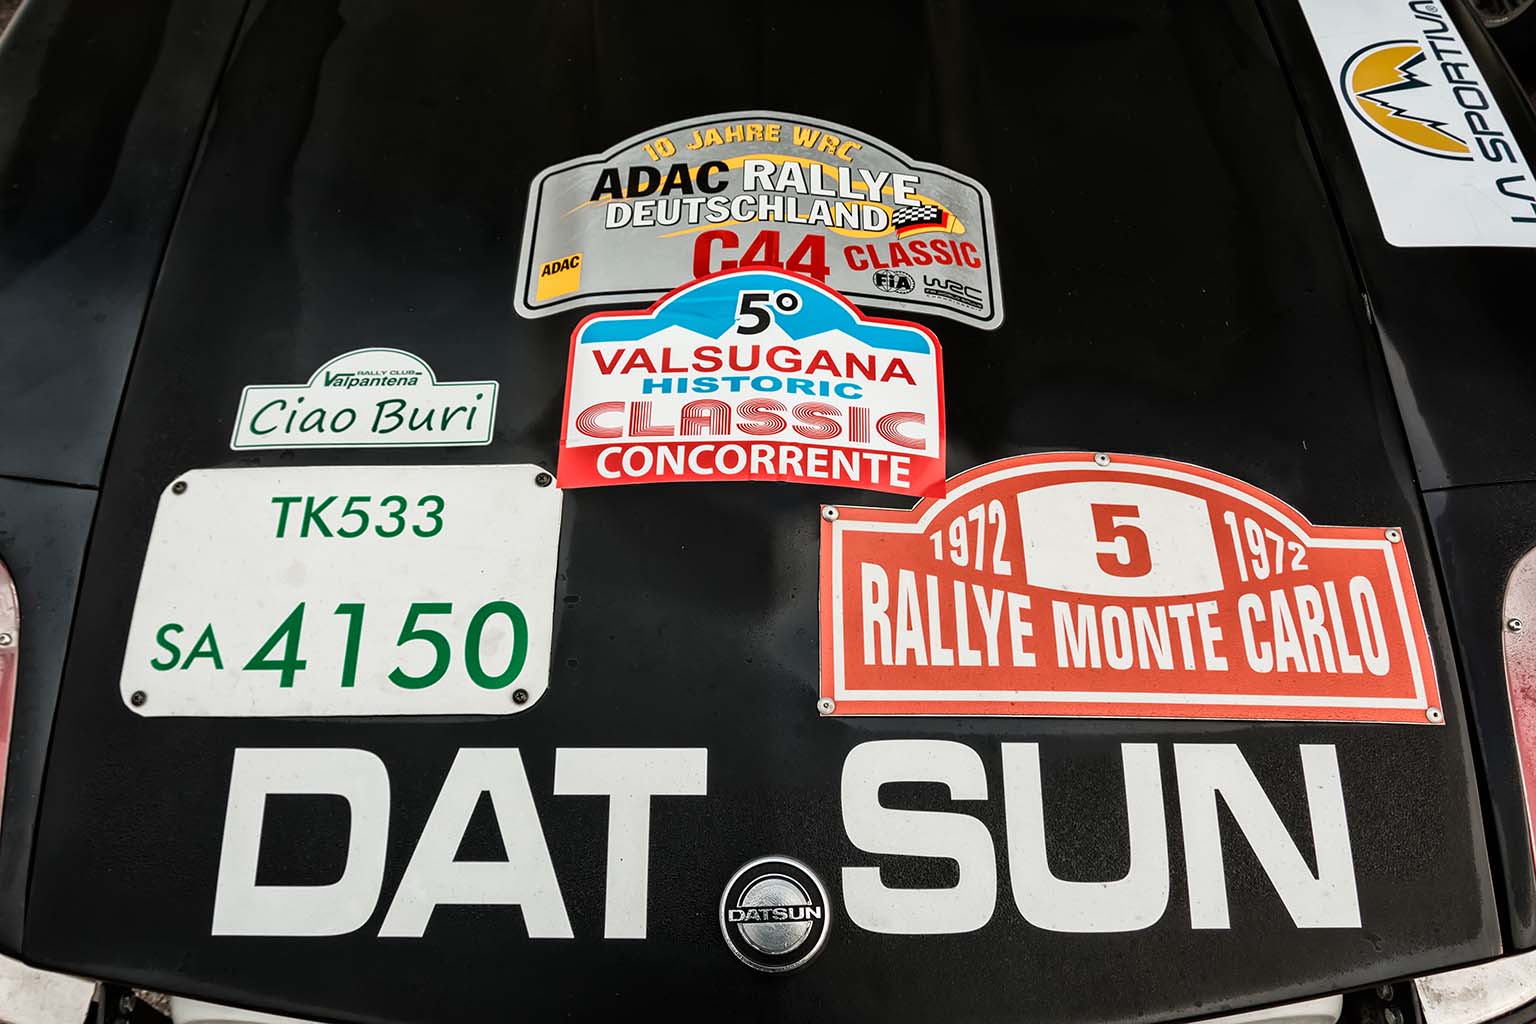 LA SPORTIVA®
10 JAHRE WRC
ADAC RALLYE
DEUTSCHLAND
C44 CLASSIC
ADAC
FIA WRC
5°
VALSUGANA
HISTORIC
CLASSIC
CONCORRENTE
RALLY CLUB
Valpantena
Ciao Buri
TK533
SA 4150
1972 5 1972
RALLYE MONTE CARLO
DAT SUN
DATSUN